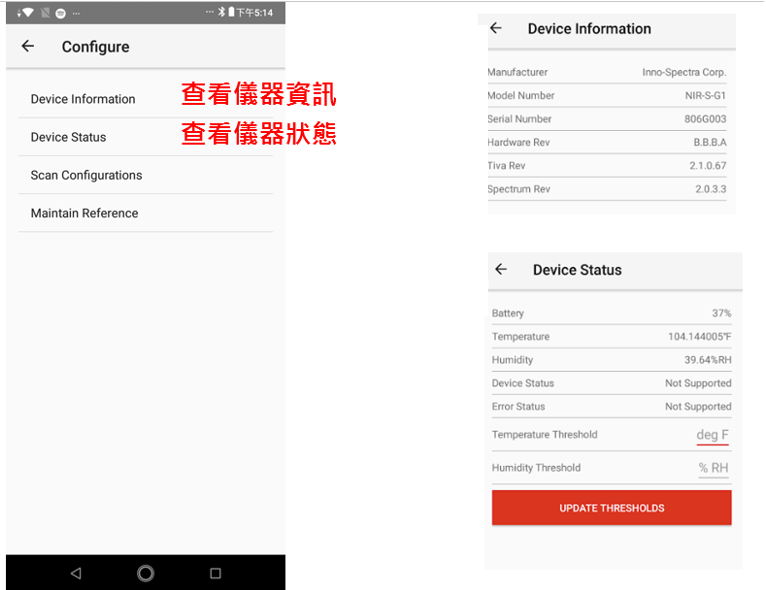 下午5:14
Configure
Device Information 查看儀器資訊
Device Status 查看儀器狀態
Scan Configurations
Maintain Reference
Device Information
Manufacturer Inno-Spectra Corp.
Model Number NIR-S-G1
Serial Number 806G003
Hardware Rev B.B.B.A
Tiva Rev 2.1.0.67
Spectrum Rev 2.0.3.3
Device Status
Battery 37%
Temperature 104.144005°F
Humidity 39.64%RH
Device Status Not Supported
Error Status Not Supported
Temperature Threshold deg F
Humidity Threshold % RH
UPDATE THRESHOLDS